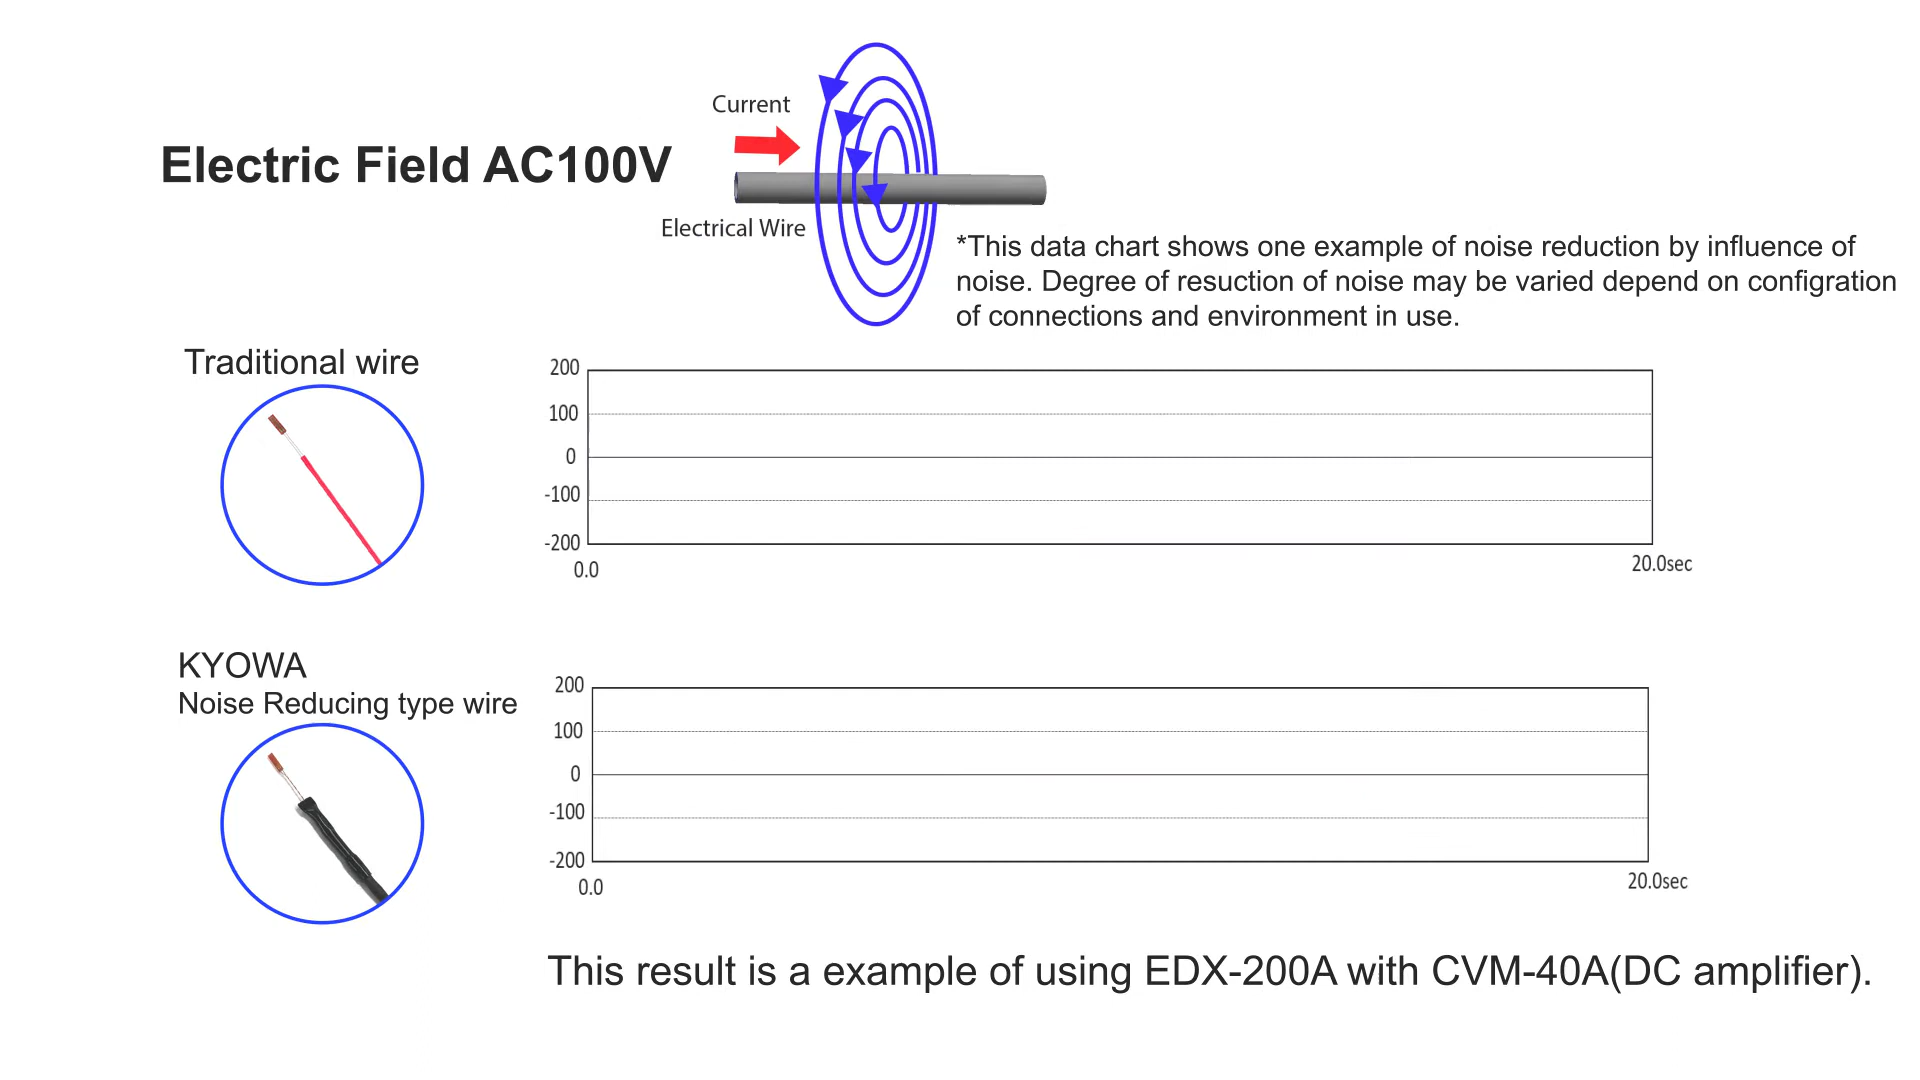 Current
Electric Field AC100V
Electrical Wire
*This data chart shows one example of noise reduction by influence of
noise. Degree of resuction of noise may be varied depend on configration
of connections and environment in use.
Traditional wire
200
100
0
-100
-200
0.0
20.0sec
KYOWA
Noise Reducing type wire
200
100
0
-100
-200
0.0
20.0sec
This result is a example of using EDX-200A with CVM-40A(DC amplifier).